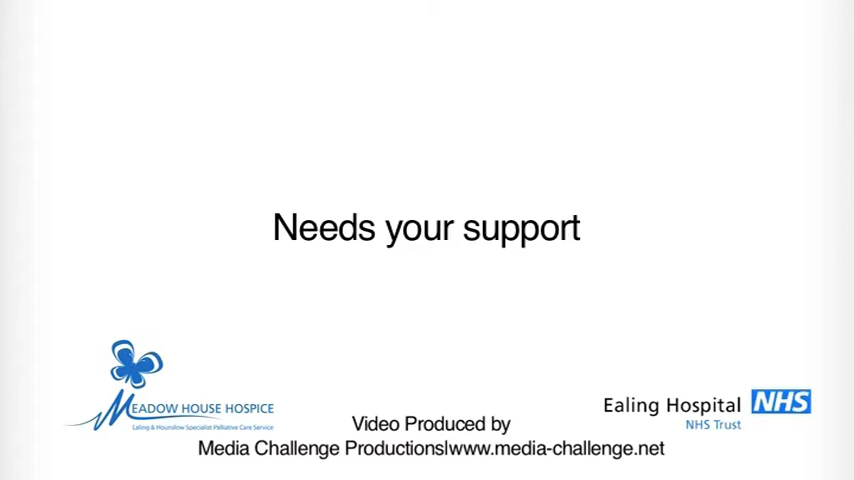 Needs your support
MEADOW HOUSE HOSPICE
Ealing & Hounslow Specialist Palliative Care Service
Ealing Hospital NHS
NHS Trust
Video Produced by
Media Challenge Productions|www.media-challenge.net